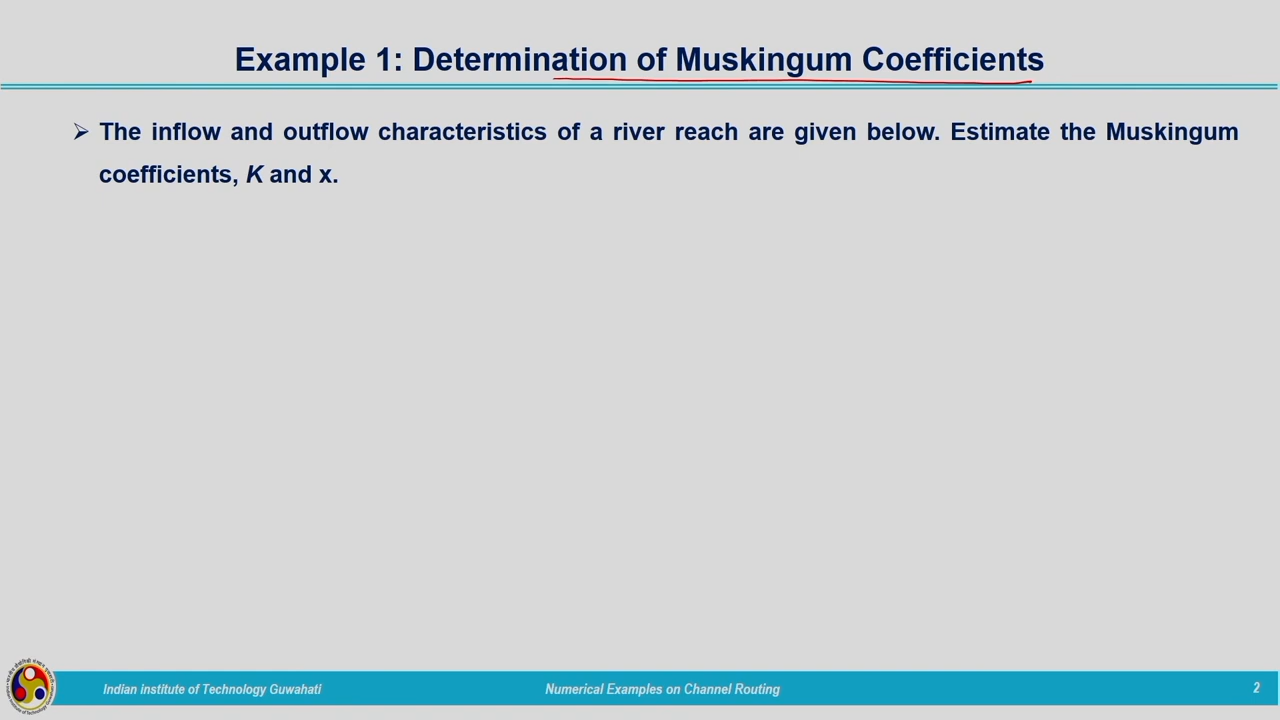 Example 1: Determination of Muskingum Coefficients
➢ The inflow and outflow characteristics of a river reach are given below. Estimate the Muskingum
coefficients, K and x.
Indian institute of Technology Guwahati
Numerical Examples on Channel Routing
2